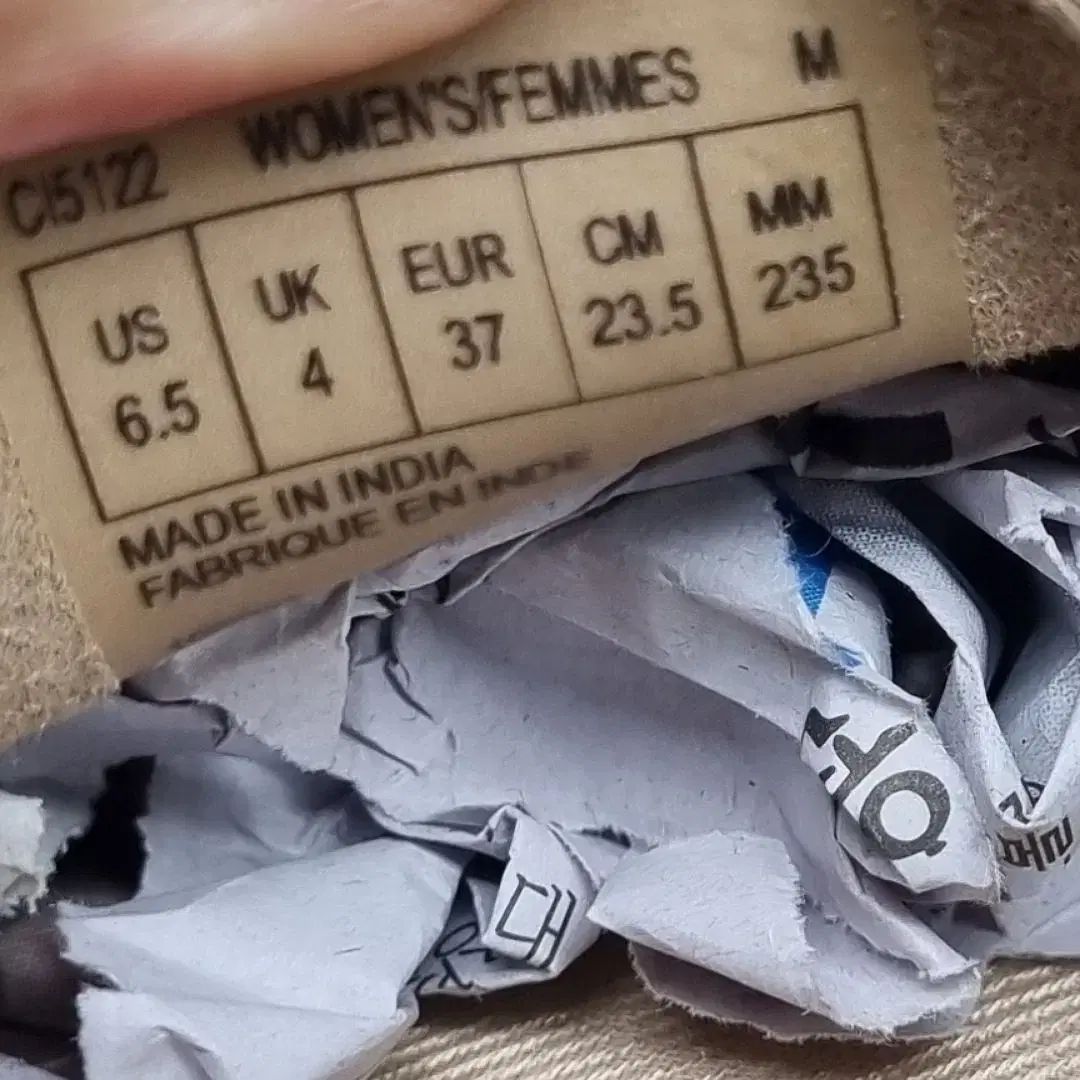 CI5122 WOMEN'S/FEMMES M
US UK EUR CM MM
6.5 4 37 23.5 235
MADE IN INDIA
FABRIQUE EN INDE
대